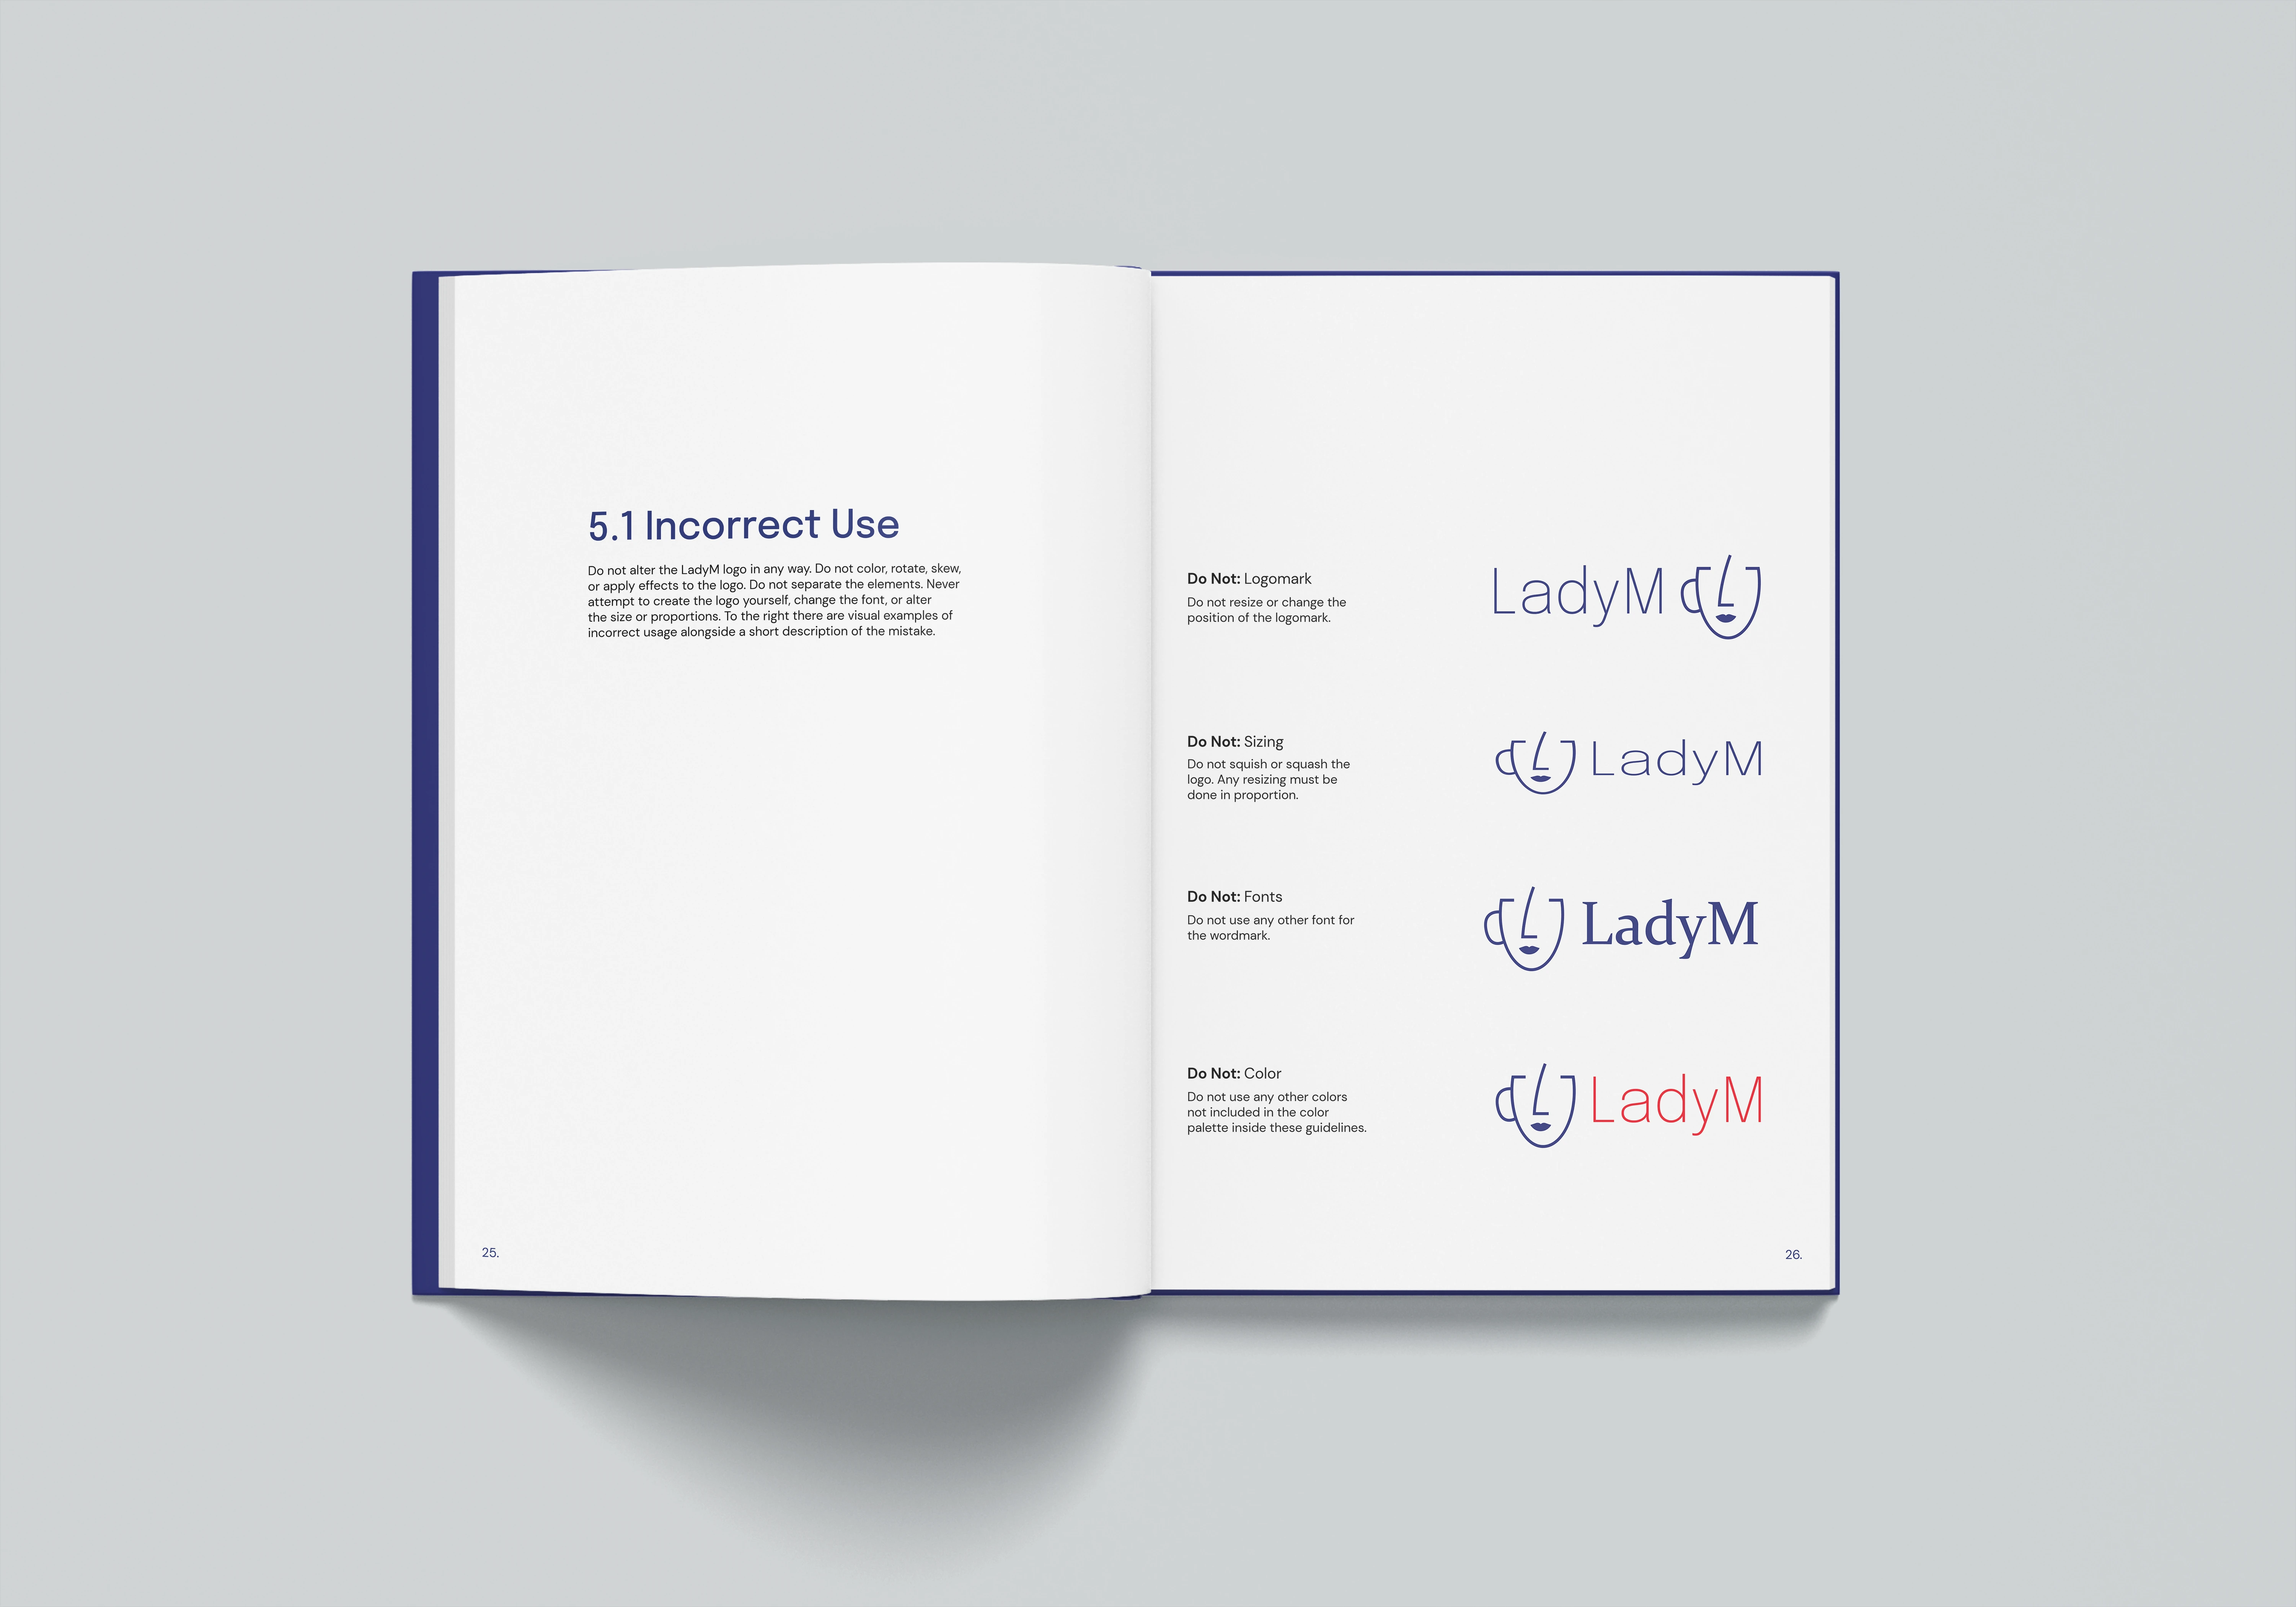 5.1 Incorrect Use
Do not alter the LadyM logo in any way. Do not color, rotate, skew,
or apply effects to the logo. Do not separate the elements. Never
attempt to create the logo yourself, change the font, or alter
the size or proportions. To the right there are visual examples of
incorrect usage alongside a short description of the mistake.
25.
Do Not: Logomark
Do not resize or change the
position of the logomark.
LadyM
Do Not: Sizing
Do not squish or squash the
logo. Any resizing must be
done in proportion.
LadyM
Do Not: Fonts
Do not use any other font for
the wordmark.
LadyM
Do Not: Color
Do not use any other colors
not included in the color
palette inside these guidelines.
LadyM
26.